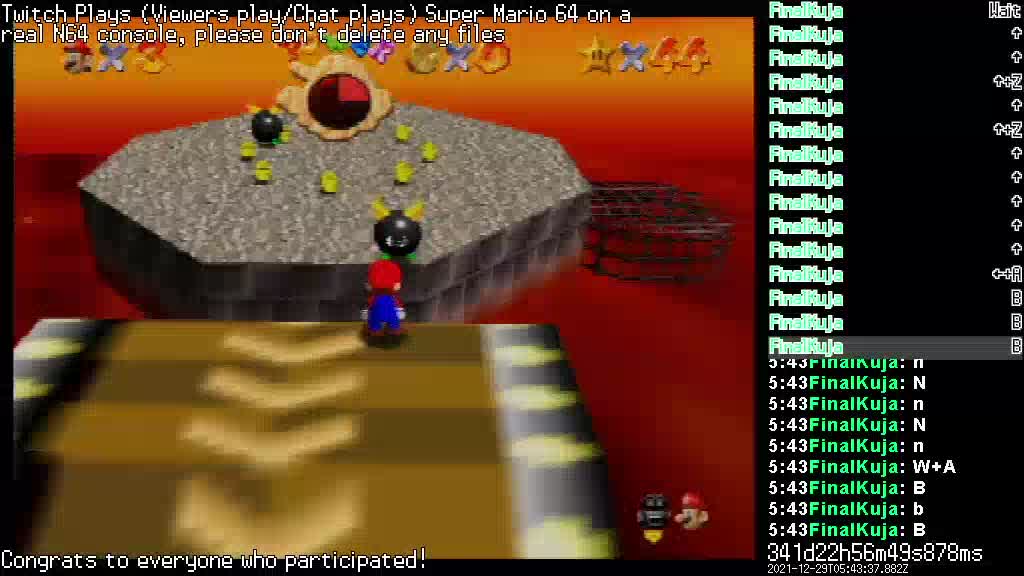 Twitch Plays (Viewers play/Chat plays) Super Mario 64 on a
real N64 console, please don't delete any files
×44
FinalKuja Wait
FinalKuja ↑
FinalKuja ↑
FinalKuja ↑+Z
FinalKuja ↑
FinalKuja ↑+Z
FinalKuja ↑
FinalKuja ↑
FinalKuja ↑
FinalKuja ↑
FinalKuja ↑
FinalKuja ←+A
FinalKuja B
FinalKuja B
FinalKuja B
5:43FinalKuja: n
5:43FinalKuja: N
5:43FinalKuja: n
5:43FinalKuja: N
5:43FinalKuja: n
5:43FinalKuja: W+A
5:43FinalKuja: B
5:43FinalKuja: b
5:43FinalKuja: B
341d22h56m49s878ms
2021-12-29T05:43:37.882Z
Congrats to everyone who participated!